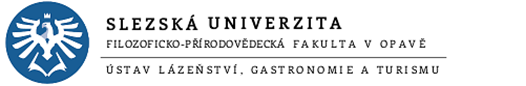 SLEZSKÁ UNIVERZITA
FILOZOFICKO-PŘÍRODOVĚDECKÁ FAKULTA V OPAVĚ
ÚSTAV LÁZEŇSTVÍ, GASTRONOMIE A TURISMU